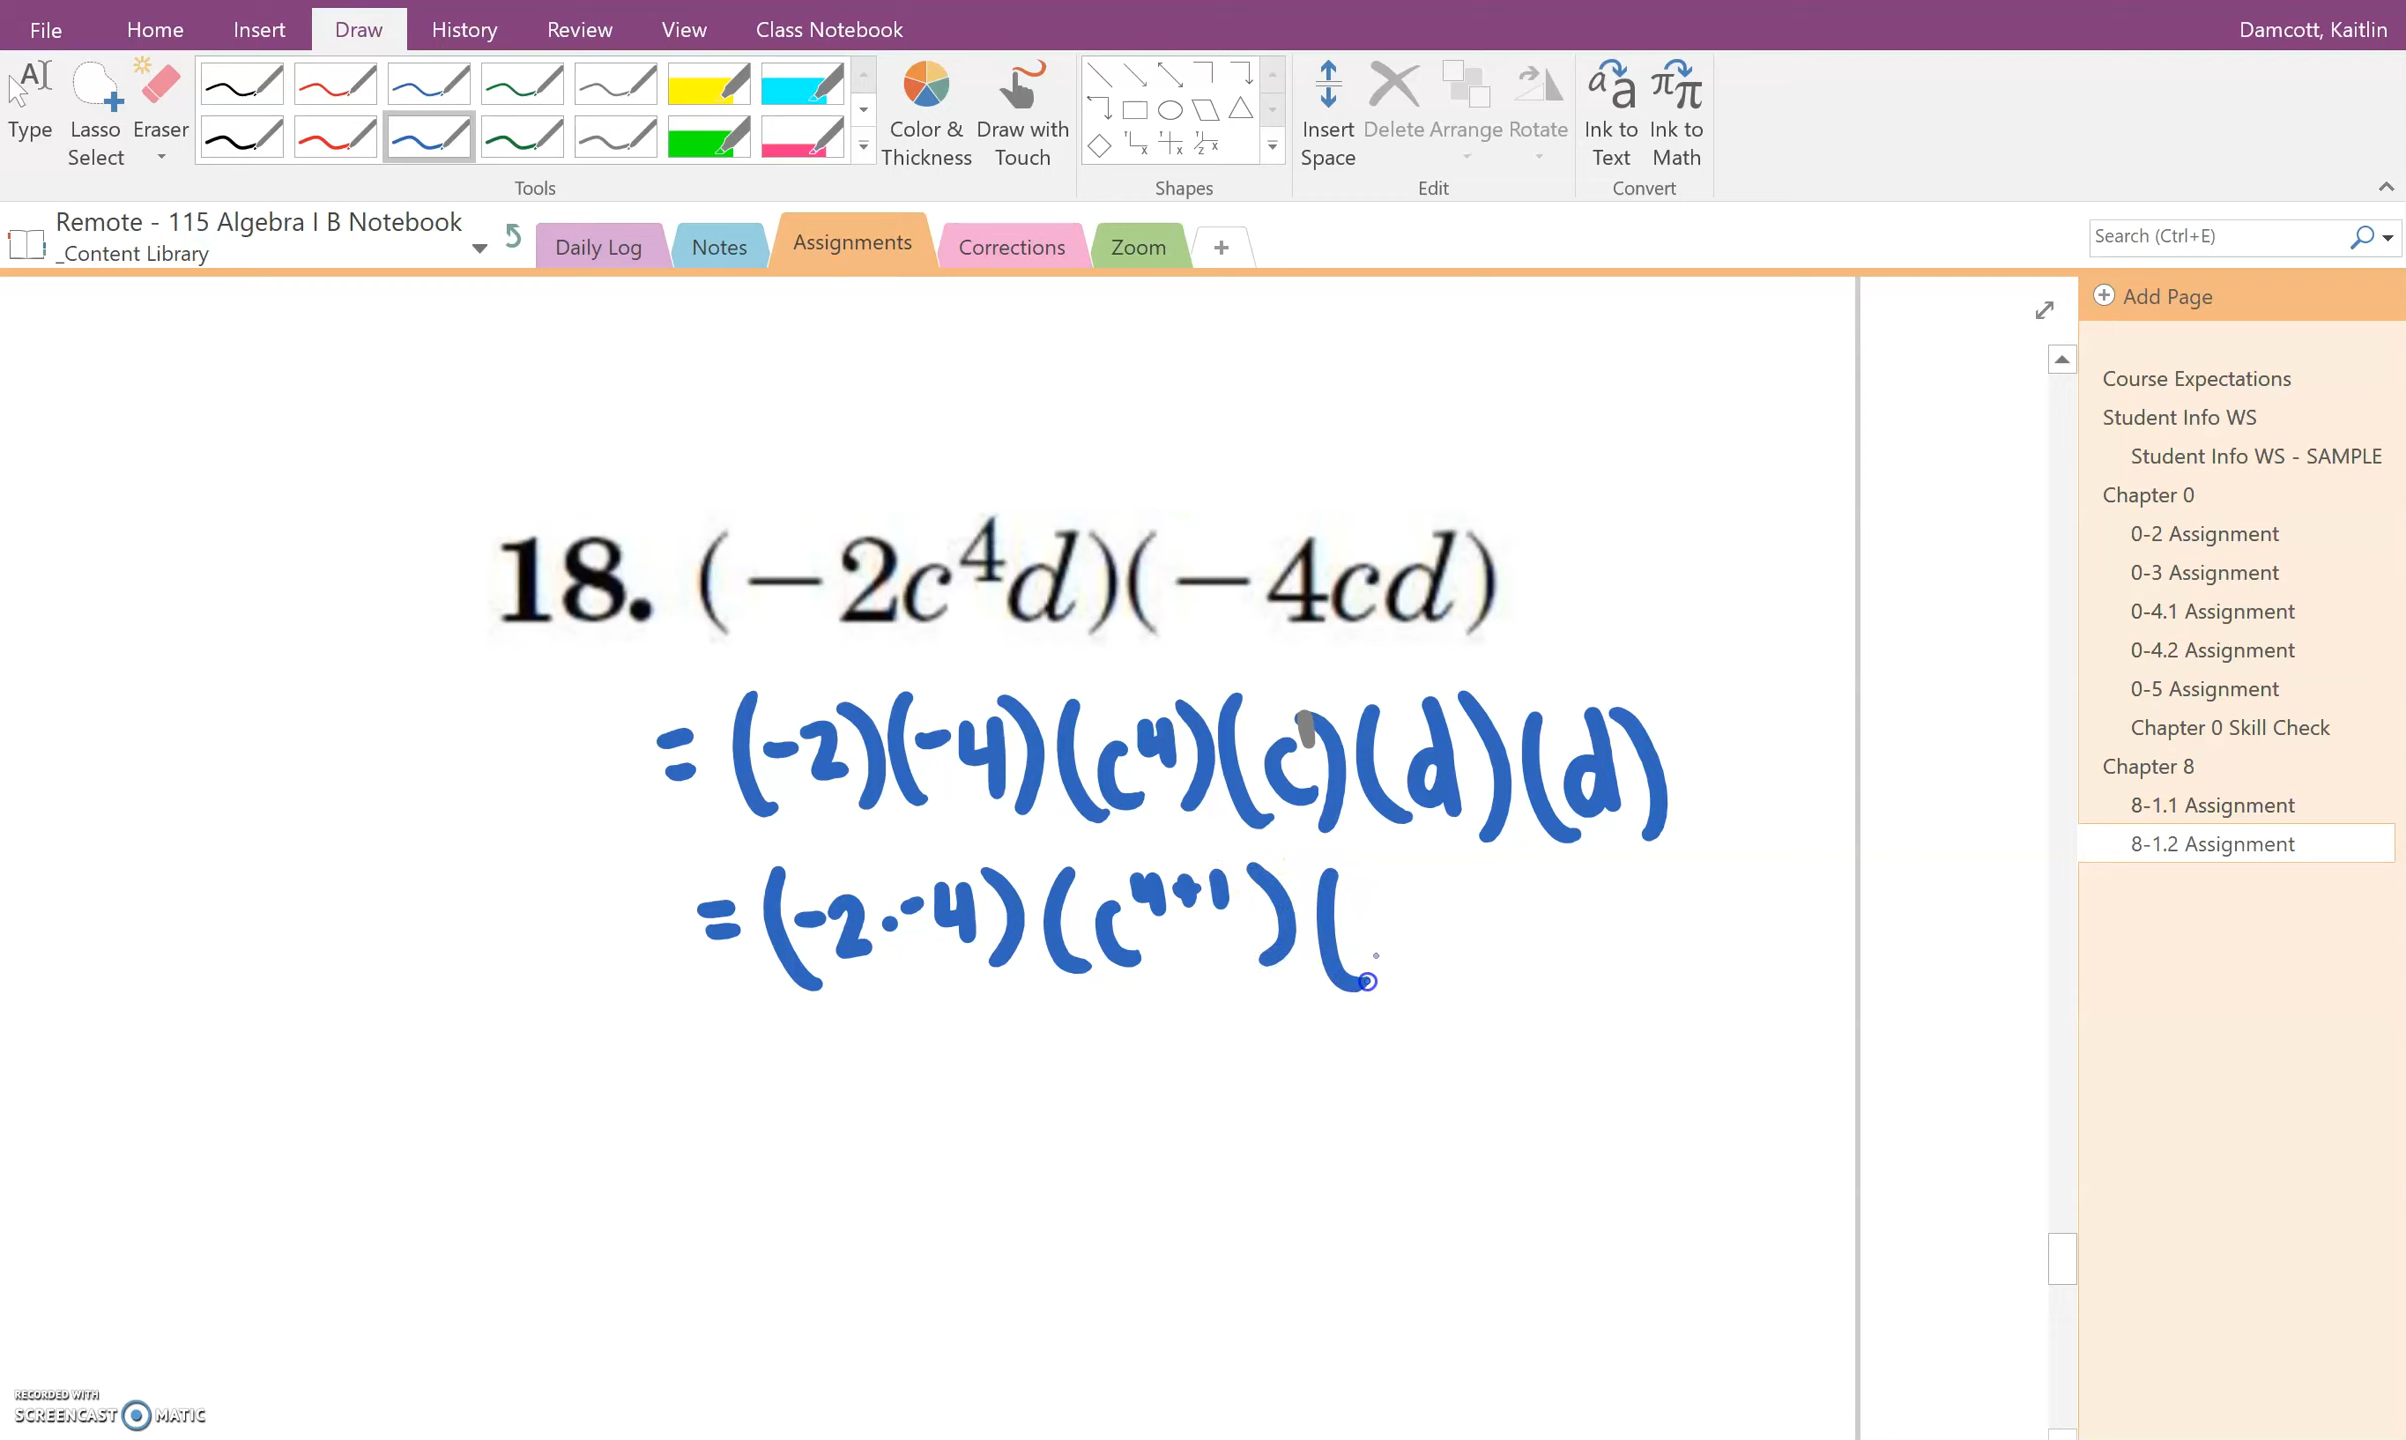 File Home Insert Draw History Review View Class Notebook Damcott, Kaitlin
Type Lasso Select Eraser Color & Thickness Draw with Touch Insert Space Delete Arrange Rotate Ink to Text Ink to Math
Tools Shapes Edit Convert
Remote - 115 Algebra I B Notebook
_Content Library
Daily Log Notes Assignments Corrections Zoom +
Search (Ctrl+E)
Add Page
Course Expectations
Student Info WS
Student Info WS - SAMPLE
Chapter 0
0-2 Assignment
0-3 Assignment
0-4.1 Assignment
0-4.2 Assignment
0-5 Assignment
Chapter 0 Skill Check
Chapter 8
8-1.1 Assignment
8-1.2 Assignment
18. (−2c⁴d)(−4cd)
= (-2)(-4)(c⁴)(c¹)(d)(d)
= (-2·-4)(c⁴⁺¹)(
RECORDED WITH
SCREENCAST MATIC